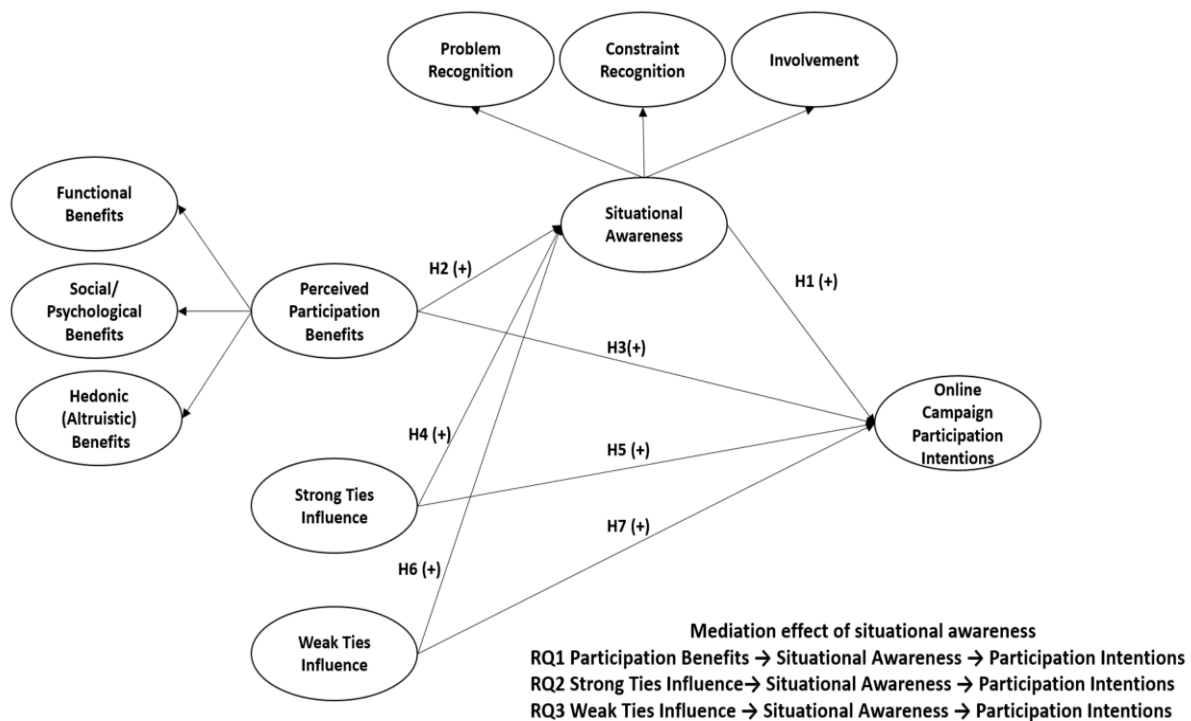 Problem
Recognition
Constraint
Recognition
Involvement
Functional
Benefits
Situational
Awareness
Social/
Psychological
Benefits
Perceived
Participation
Benefits
H2 (+)
H1 (+)
H3(+)
Hedonic
(Altruistic)
Benefits
Online
Campaign
Participation
Intentions
H4 (+)
H5 (+)
Strong Ties
Influence
H7 (+)
H6 (+)
Weak Ties
Influence
Mediation effect of situational awareness
RQ1 Participation Benefits → Situational Awareness → Participation Intentions
RQ2 Strong Ties Influence→ Situational Awareness → Participation Intentions
RQ3 Weak Ties Influence → Situational Awareness → Participation Intentions